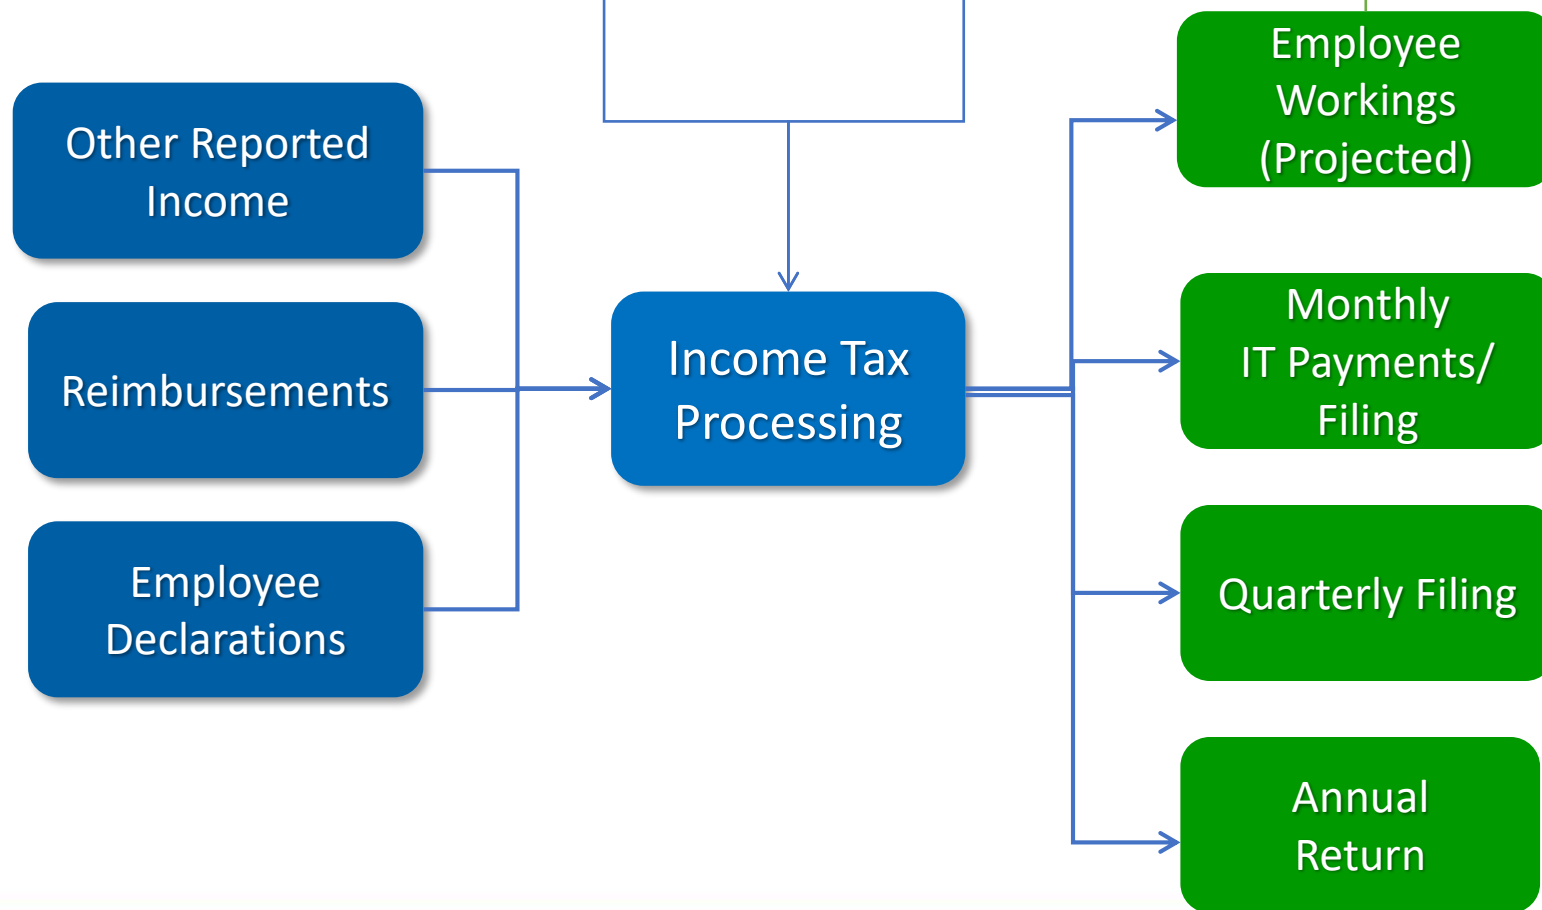 Other Reported
Income
Reimbursements
Employee
Declarations
Income Tax
Processing
Employee
Workings
(Projected)
Monthly
IT Payments/
Filing
Quarterly Filing
Annual
Return